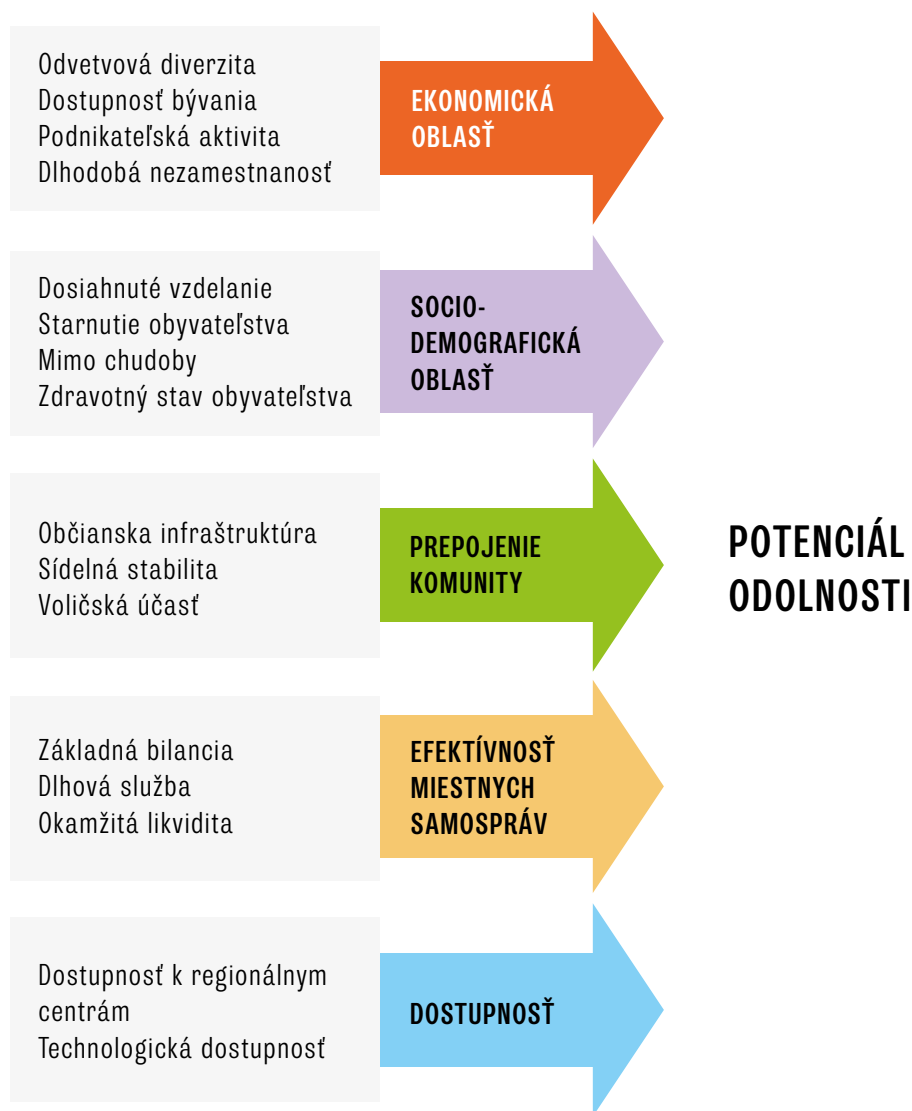 Odvetvová diverzita
Dostupnosť bývania
Podnikateľská aktivita
Dlhodobá nezamestnanosť
EKONOMICKÁ
OBLASŤ
Dosiahnuté vzdelanie
Starnutie obyvateľstva
Mimo chudoby
Zdravotný stav obyvateľstva
SOCIO-
DEMOGRAFICKÁ
OBLASŤ
Občianska infraštruktúra
Sídelná stabilita
Voličská účasť
PREPOJENIE
KOMUNITY
Základná bilancia
Dlhová služba
Okamžitá likvidita
EFEKTÍVNOSŤ
MIESTNYCH
SAMOSPRÁV
Dostupnosť k regionálnym
centrám
Technologická dostupnosť
DOSTUPNOSŤ
POTENCIÁL
ODOLNOSTI